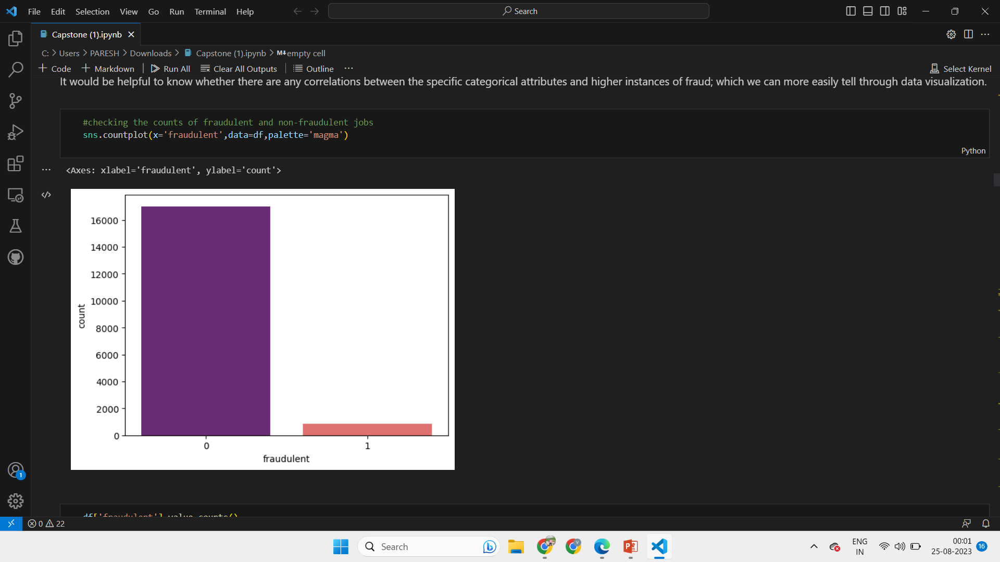 File Edit Selection View Go Run Terminal Help
Search
Capstone (1).ipynb
C: > Users > PARESH > Downloads > Capstone (1).ipynb > M↓empty cell
+ Code + Markdown Run All Clear All Outputs Outline ...
Select Kernel
It would be helpful to know whether there are any correlations between the specific categorical attributes and higher instances of fraud; which we can more easily tell through data visualization.
#checking the counts of fraudulent and non-fraudulent jobs
sns.countplot(x='fraudulent',data=df,palette='magma')
Python
<Axes: xlabel='fraudulent', ylabel='count'>
16000
14000
12000
10000
8000
6000
4000
2000
0
count
0 1
fraudulent
df['fraudulent'].value_counts()
1
0 22
Search
V
ENG
IN
00:01
25-08-2023
16